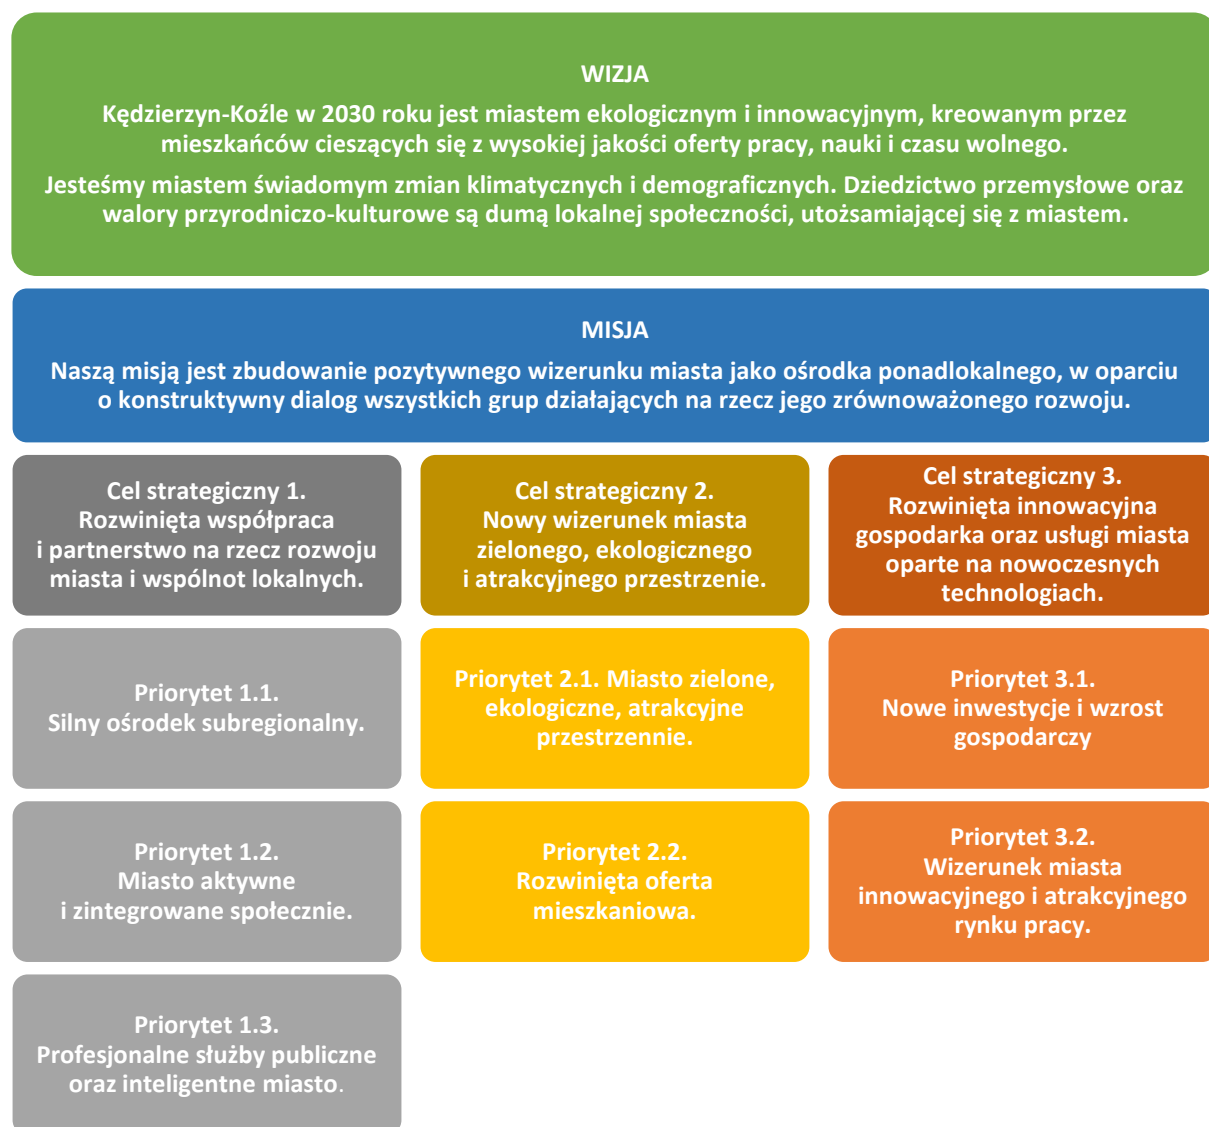 WIZJA
Kędzierzyn-Koźle w 2030 roku jest miastem ekologicznym i innowacyjnym, kreowanym przez
mieszkańców cieszących się z wysokiej jakości oferty pracy, nauki i czasu wolnego.
Jesteśmy miastem świadomym zmian klimatycznych i demograficznych. Dziedzictwo przemysłowe oraz
walory przyrodniczo-kulturowe są dumą lokalnej społeczności, utożsamiającej się z miastem.
MISJA
Naszą misją jest zbudowanie pozytywnego wizerunku miasta jako ośrodka ponadlokalnego, w oparciu
o konstruktywny dialog wszystkich grup działających na rzecz jego zrównoważonego rozwoju.
Cel strategiczny 1.
Rozwinięta współpraca
i partnerstwo na rzecz rozwoju
miasta i wspólnot lokalnych.
Cel strategiczny 2.
Nowy wizerunek miasta
zielonego, ekologicznego
i atrakcyjnego przestrzenie.
Cel strategiczny 3.
Rozwinięta innowacyjna
gospodarka oraz usługi miasta
oparte na nowoczesnych
technologiach.
Priorytet 1.1.
Silny ośrodek subregionalny.
Priorytet 2.1. Miasto zielone,
ekologiczne, atrakcyjne
przestrzennie.
Priorytet 3.1.
Nowe inwestycje i wzrost
gospodarczy
Priorytet 1.2.
Miasto aktywne
i zintegrowane społecznie.
Priorytet 2.2.
Rozwinięta oferta
mieszkaniowa.
Priorytet 3.2.
Wizerunek miasta
innowacyjnego i atrakcyjnego
rynku pracy.
Priorytet 1.3.
Profesjonalne służby publiczne
oraz inteligentne miasto.